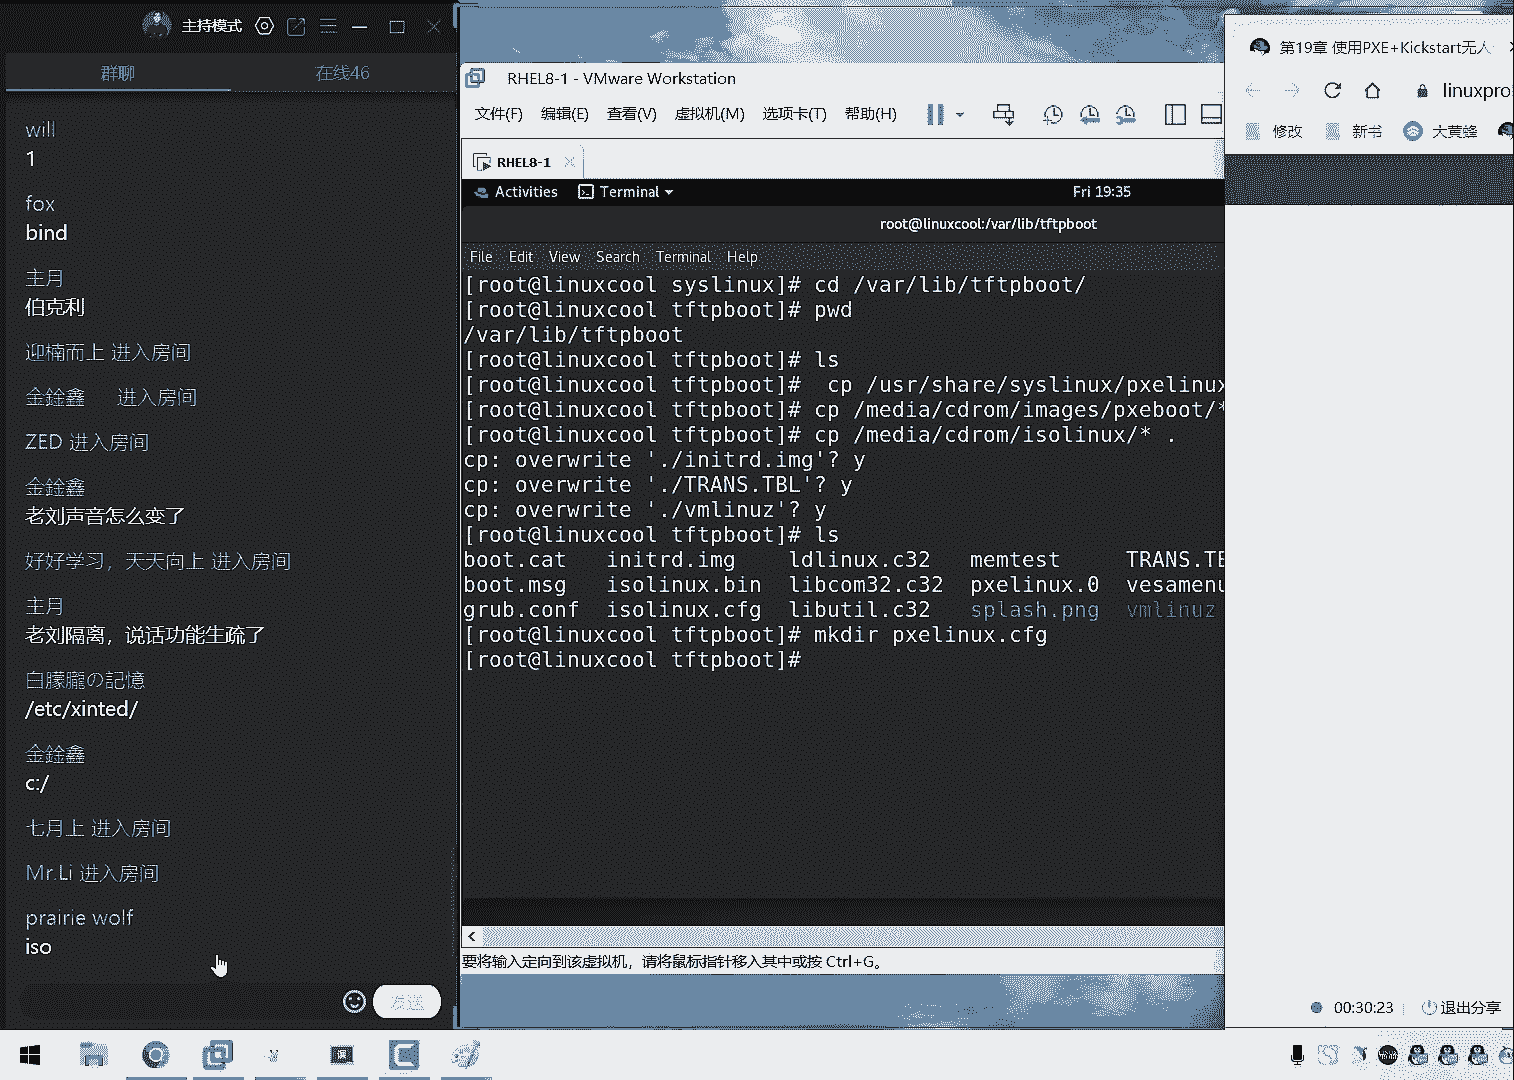 主持模式
群聊
在线46
will
1
fox
bind
主月
伯克利
迎楠而上 进入房间
金銓鑫 进入房间
ZED 进入房间
金銓鑫
老刘声音怎么变了
好好学习，天天向上 进入房间
主月
老刘隔离，说话功能生疏了
白朦朧の記憶
/etc/xinted/
金銓鑫
c:/
七月上 进入房间
Mr.Li 进入房间
prairie wolf
iso
发送
RHEL8-1 - VMware Workstation
文件(F) 编辑(E) 查看(V) 虚拟机(M) 选项卡(T) 帮助(H)
RHEL8-1
Activities Terminal Fri 19:35
root@linuxcool:/var/lib/tftpboot
File Edit View Search Terminal Help
[root@linuxcool syslinux]# cd /var/lib/tftpboot/
[root@linuxcool tftpboot]# pwd
/var/lib/tftpboot
[root@linuxcool tftpboot]# ls
[root@linuxcool tftpboot]#  cp /usr/share/syslinux/pxelinux
[root@linuxcool tftpboot]# cp /media/cdrom/images/pxeboot/*
[root@linuxcool tftpboot]# cp /media/cdrom/isolinux/* .
cp: overwrite './initrd.img'? y
cp: overwrite './TRANS.TBL'? y
cp: overwrite './vmlinuz'? y
[root@linuxcool tftpboot]# ls
boot.cat initrd.img ldlinux.c32 memtest TRANS.TB
boot.msg isolinux.bin libcom32.c32 pxelinux.0 vesamenu
grub.conf isolinux.cfg libutil.c32 splash.png vmlinuz
[root@linuxcool tftpboot]# mkdir pxelinux.cfg
[root@linuxcool tftpboot]#
要将输入定向到该虚拟机，请将鼠标指针移入其中或按 Ctrl+G。
第19章 使用PXE+Kickstart无人
linuxpro
修改 新书 大黄蜂
00:30:23 退出分享